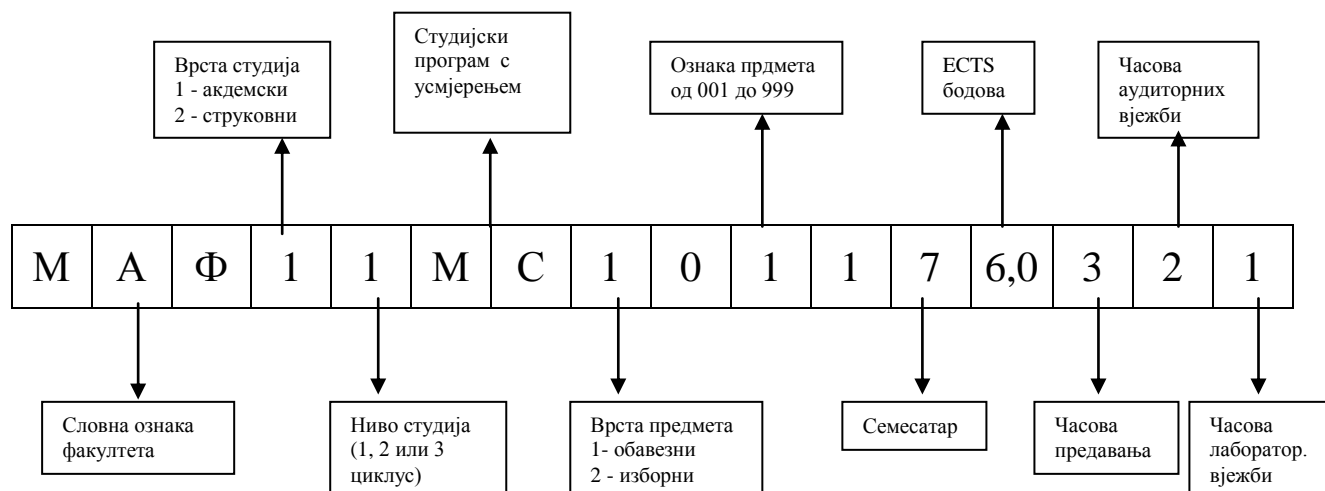 Врста студија
1 - акдемски
2 - струковни
Студијски
програм с
усмјерењем
Ознака прдмета
од 001 до 999
ECTS
бодова
Часова
аудиторних
вјежби
М А Ф 1 1 М С 1 0 1 1 7 6,0 3 2 1
Словна ознака
факултета
Ниво студија
(1, 2 или 3
циклус)
Врста предмета
1- обавезни
2 - изборни
Семесатар
Часова
предавања
Часова
лаборатор.
вјежби